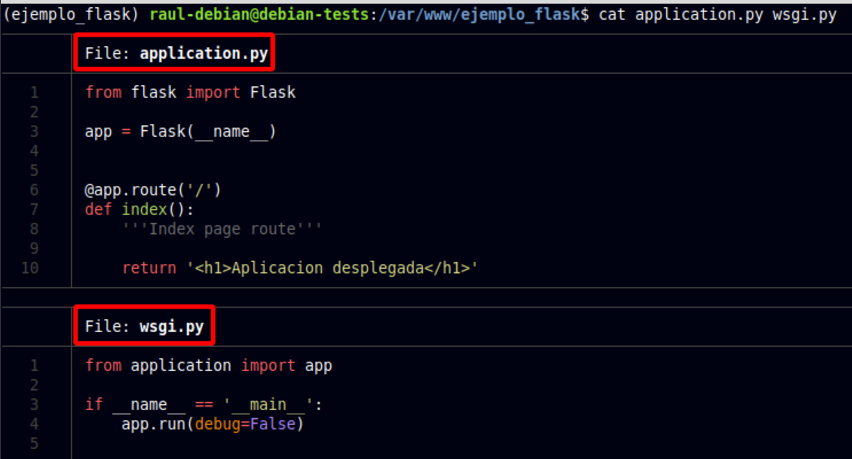 (ejemplo_flask) raul-debian@debian-tests:/var/www/ejemplo_flask$ cat application.py wsgi.py
File: application.py
1 from flask import Flask
2
3 app = Flask(__name__)
4
5
6 @app.route('/')
7 def index():
8     '''Index page route'''
9
10     return '<h1>Aplicacion desplegada</h1>'
File: wsgi.py
1 from application import app
2
3 if __name__ == '__main__':
4     app.run(debug=False)
5